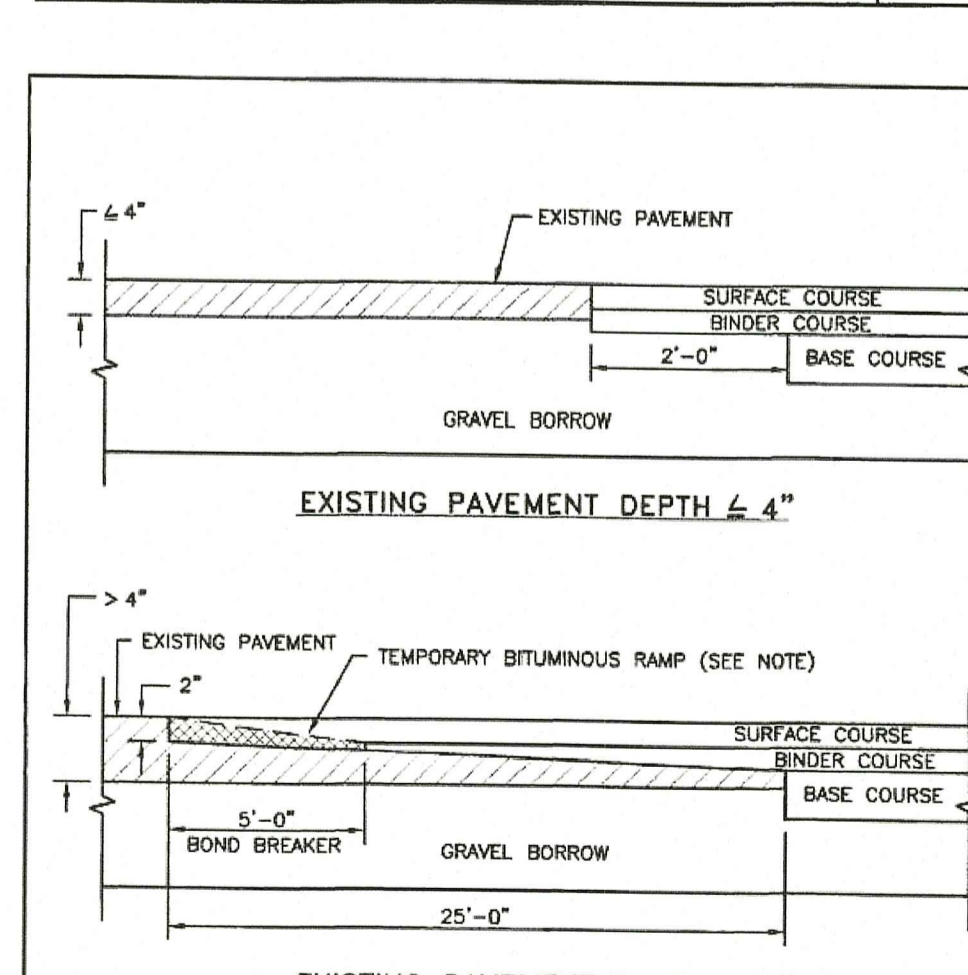 ≤ 4"
EXISTING PAVEMENT
SURFACE COURSE
BINDER COURSE
2'-0"
BASE COURSE
GRAVEL BORROW
EXISTING PAVEMENT DEPTH ≤ 4"
> 4"
EXISTING PAVEMENT
TEMPORARY BITUMINOUS RAMP (SEE NOTE)
2"
SURFACE COURSE
BINDER COURSE
BASE COURSE
5'-0"
BOND BREAKER
GRAVEL BORROW
25'-0"